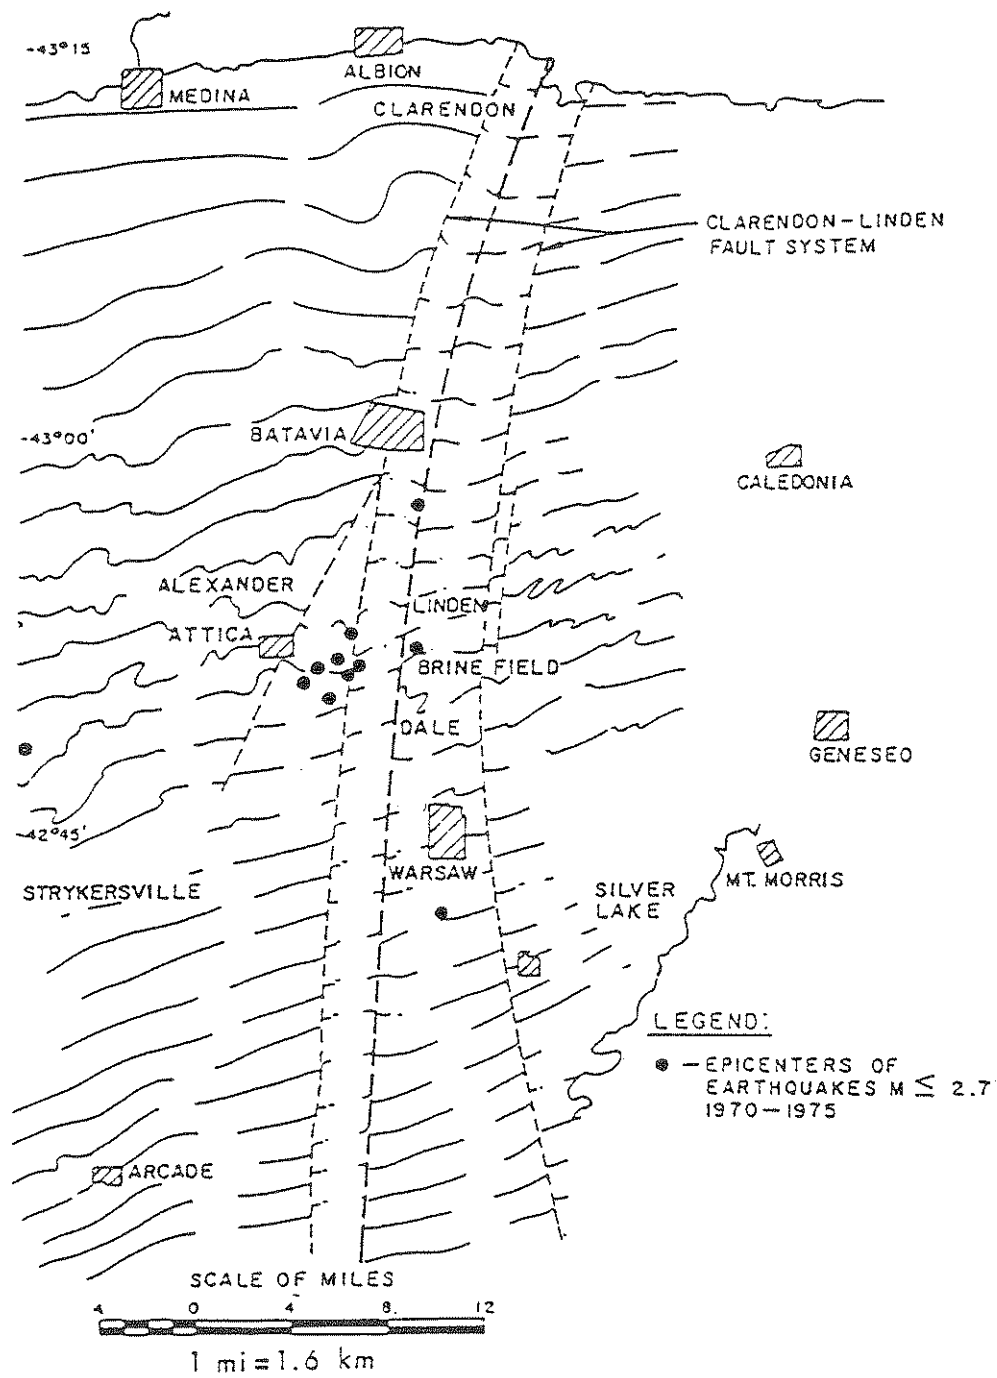 -43°15
ALBION
MEDINA
CLARENDON
CLARENDON-LINDEN
FAULT SYSTEM
-43°00'
BATAVIA
CALEDONIA
ALEXANDER
LINDEN
ATTICA
BRINE FIELD
DALE
GENESEO
-42°45'
WARSAW
MT. MORRIS
STRYKERSVILLE
SILVER
LAKE
LEGEND:
● - EPICENTERS OF
EARTHQUAKES M ≤ 2.7
1970-1975
ARCADE
SCALE OF MILES
4 0 4 8 12
1 mi = 1.6 km